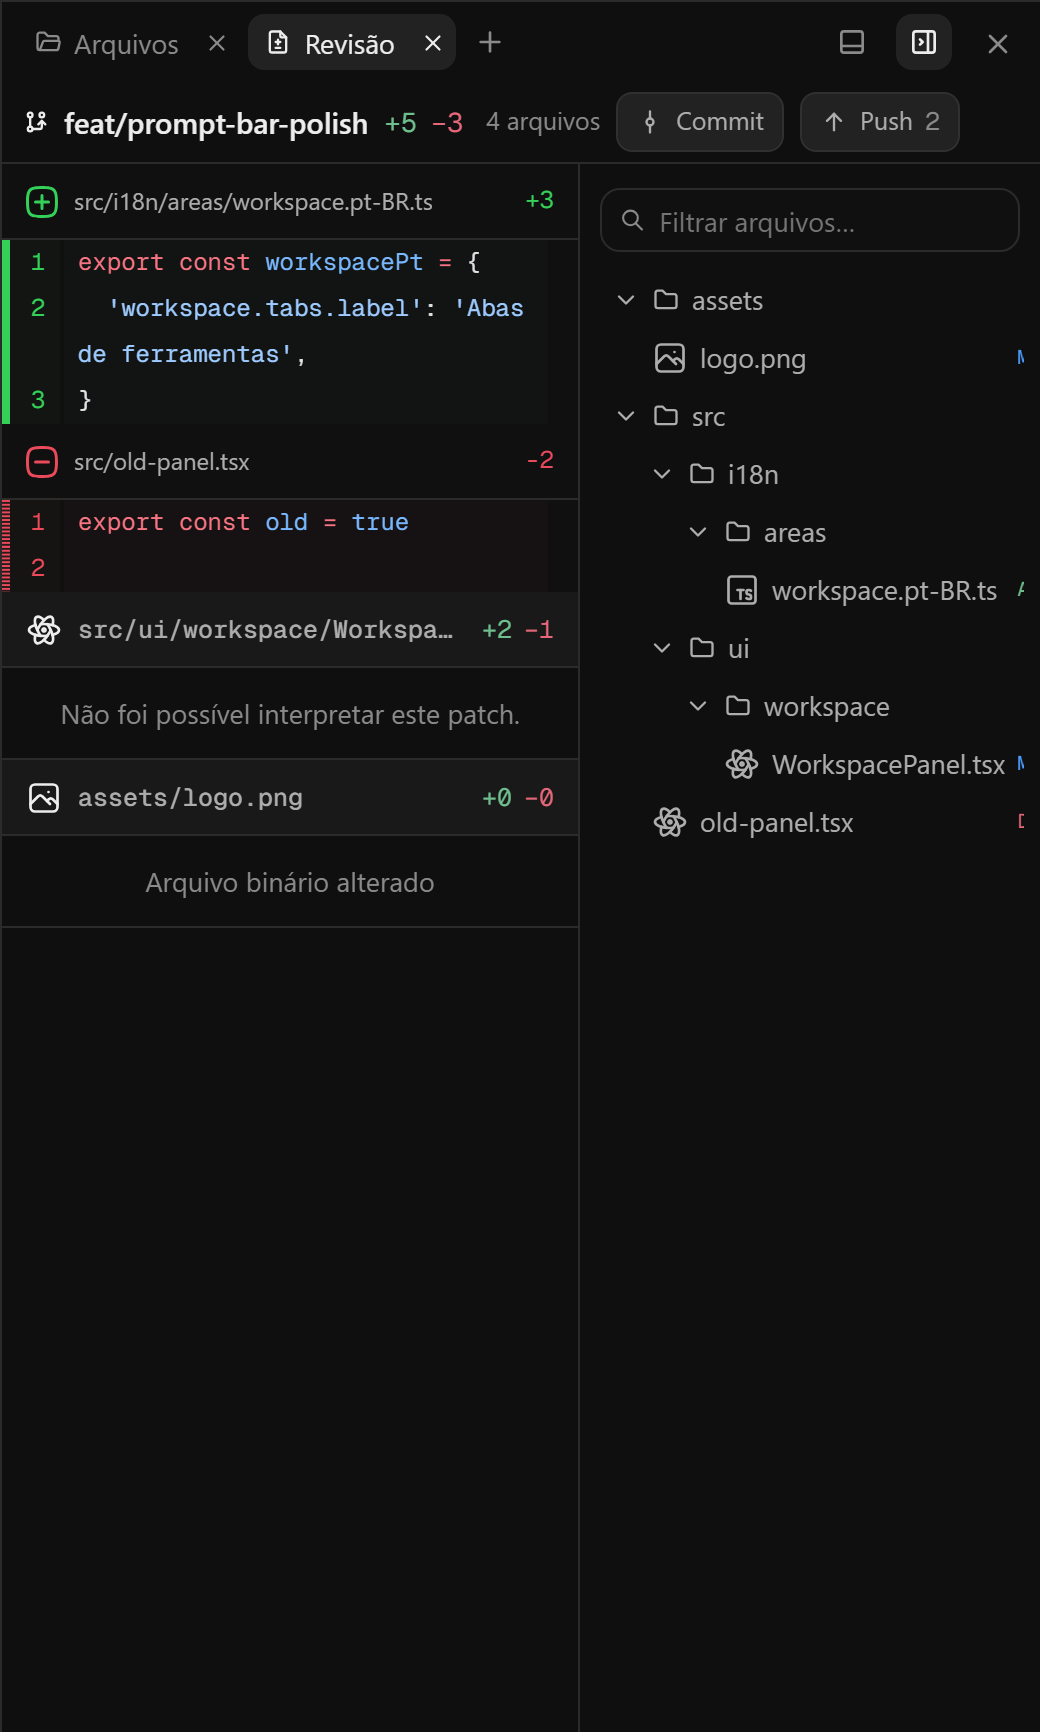 Arquivos
Revisão
feat/prompt-bar-polish +5 −3 4 arquivos Commit Push 2
src/i18n/areas/workspace.pt-BR.ts +3
1 export const workspacePt = {
2 'workspace.tabs.label': 'Abas
de ferramentas',
3 }
src/old-panel.tsx -2
1 export const old = true
2
src/ui/workspace/Workspa… +2 −1
Não foi possível interpretar este patch.
assets/logo.png +0 −0
Arquivo binário alterado
Filtrar arquivos...
assets
logo.png
src
i18n
areas
TS workspace.pt-BR.ts
ui
workspace
WorkspacePanel.tsx
old-panel.tsx